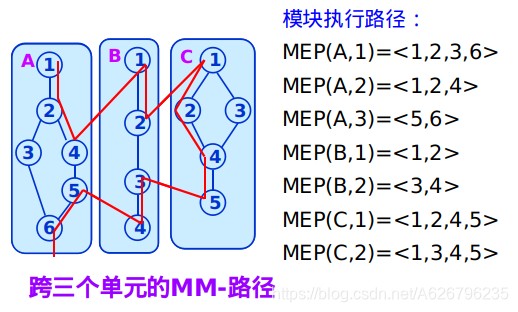 模块执行路径：
MEP(A,1)=<1,2,3,6>
MEP(A,2)=<1,2,4>
MEP(A,3)=<5,6>
MEP(B,1)=<1,2>
MEP(B,2)=<3,4>
MEP(C,1)=<1,2,4,5>
MEP(C,2)=<1,3,4,5>
A
1
2
3
4
5
6
B
1
2
3
4
C
1
2
3
4
5
跨三个单元的MM-路径
https://blog.csdn.net/A626796235